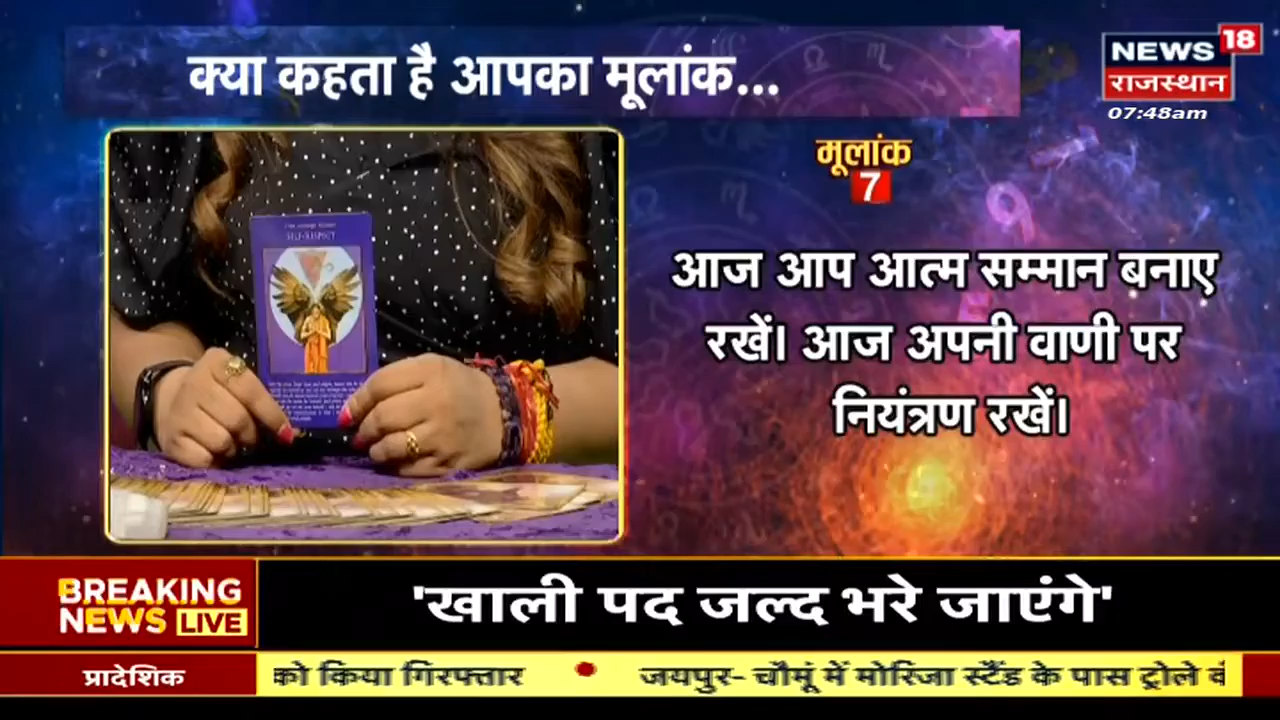 क्या कहता है आपका मूलांक...
NEWS 18
राजस्थान
07:48am
मूलांक
7
SELF-RESPECT
आज आप आत्म सम्मान बनाए
रखें। आज अपनी वाणी पर
नियंत्रण रखें।
BREAKING
NEWS LIVE
'खाली पद जल्द भरे जाएंगे'
प्रादेशिक
को किया गिरफ्तार • जयपुर- चौमूं में मोरिजा स्टैंड के पास ट्रोले